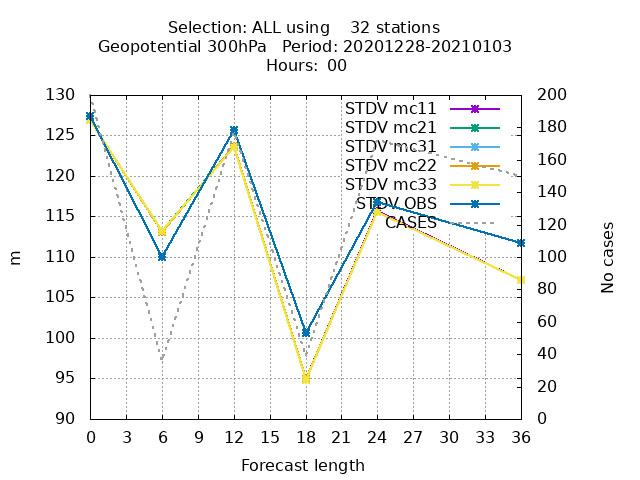 Selection: ALL using    32 stations
Geopotential 300hPa   Period: 20201228-20210103
Hours: 00
STDV mc11
STDV mc21
STDV mc31
STDV mc22
STDV mc33
STDV OBS
CASES
m
130
125
120
115
110
105
100
95
90
No cases
200
180
160
140
120
100
80
60
40
20
0
0 3 6 9 12 15 18 21 24 27 30 33 36
Forecast length